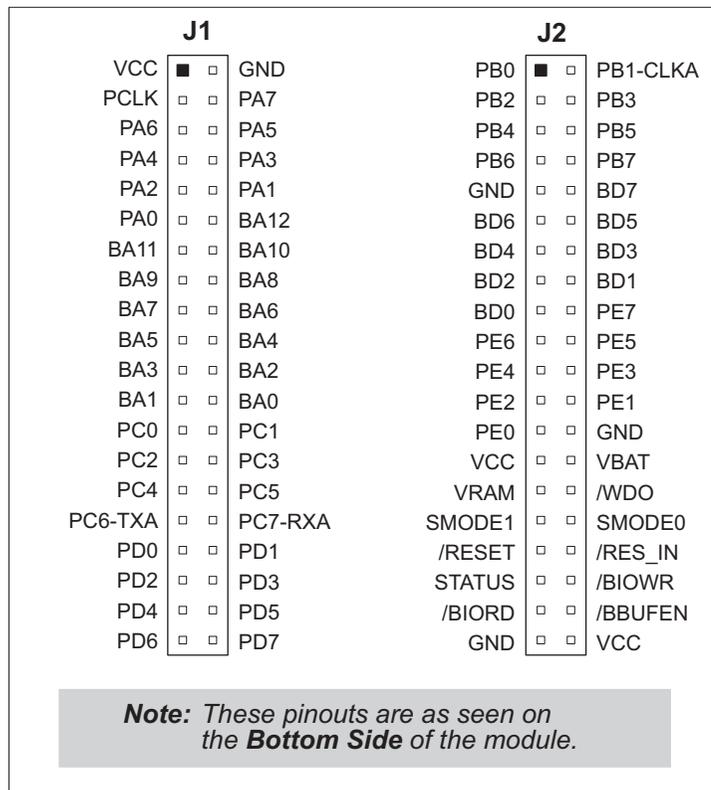 J1 J2
VCC GND PB0 PB1-CLKA
PCLK PA7 PB2 PB3
PA6 PA5 PB4 PB5
PA4 PA3 PB6 PB7
PA2 PA1 GND BD7
PA0 BA12 BD6 BD5
BA11 BA10 BD4 BD3
BA9 BA8 BD2 BD1
BA7 BA6 BD0 PE7
BA5 BA4 PE6 PE5
BA3 BA2 PE4 PE3
BA1 BA0 PE2 PE1
PC0 PC1 PE0 GND
PC2 PC3 VCC VBAT
PC4 PC5 VRAM /WDO
PC6-TXA PC7-RXA SMODE1 SMODE0
PD0 PD1 /RESET /RES_IN
PD2 PD3 STATUS /BIOWR
PD4 PD5 /BIORD /BBUFEN
PD6 PD7 GND VCC
Note: These pinouts are as seen on
the Bottom Side of the module.